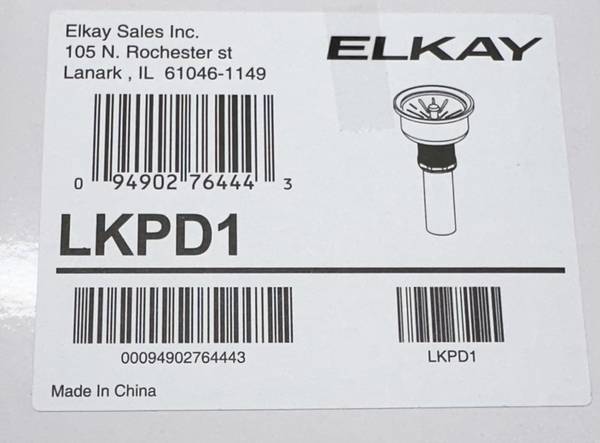 Elkay Sales Inc.
105 N. Rochester st
Lanark , IL 61046-1149
ELKAY
0 94902 76444 3
LKPD1
00094902764443
LKPD1
Made In China